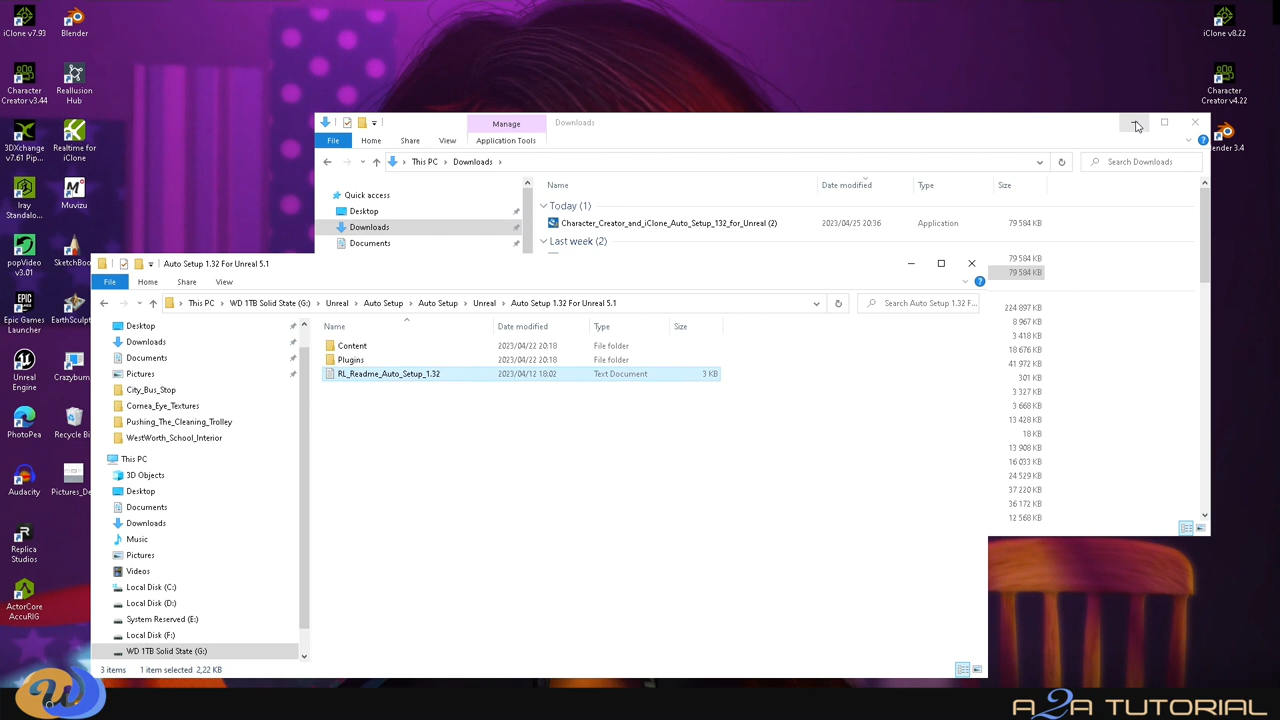 iClone v7.93
Blender
iClone v8.22
Character
Creator v3.44
Reallusion
Hub
Character
Creator v4.22
3DXchange
v7.61 Pip...
Realtime for
iClone
ender 3.4
Iray
Standalo...
Muvizu
popVideo
v3.01
SketchBoo
Epic Games
Launcher
EarthSculpt
Unreal
Engine
Crazybum
PhotoPea
Recycle Bi
Audacity
Pictures_De
Replica
Studios
ActorCore
AccuRIG
Manage
Downloads
File
Home
Share
View
Application Tools
This PC
Downloads
Search Downloads
Quick access
Desktop
Downloads
Documents
Name
Date modified
Type
Size
Today (1)
Character_Creator_and_iClone_Auto_Setup_132_for_Unreal (2)
2023/04/25 20:36
Application
79 584 KB
Last week (2)
79 584 KB
79 584 KB
224 897 KB
8 967 KB
3 418 KB
18 676 KB
41 972 KB
301 KB
3 327 KB
3 668 KB
13 428 KB
18 KB
13 908 KB
16 033 KB
24 529 KB
37 220 KB
36 172 KB
12 568 KB
Auto Setup 1.32 For Unreal 5.1
File
Home
Share
View
This PC
WD 1TB Solid State (G:)
Unreal
Auto Setup
Auto Setup
Unreal
Auto Setup 1.32 For Unreal 5.1
Search Auto Setup 1.32 F...
Desktop
Downloads
Documents
Pictures
City_Bus_Stop
Cornea_Eye_Textures
Pushing_The_Cleaning_Trolley
WestWorth_School_Interior
This PC
3D Objects
Desktop
Documents
Downloads
Music
Pictures
Videos
Local Disk (C:)
Local Disk (D:)
System Reserved (E:)
Local Disk (F:)
WD 1TB Solid State (G:)
Name
Date modified
Type
Size
Content
2023/04/22 20:18
File folder
Plugins
2023/04/22 20:18
File folder
RL_Readme_Auto_Setup_1.32
2023/04/12 18:02
Text Document
3 KB
3 items
1 item selected 2,22 KB
A2A TUTORIAL